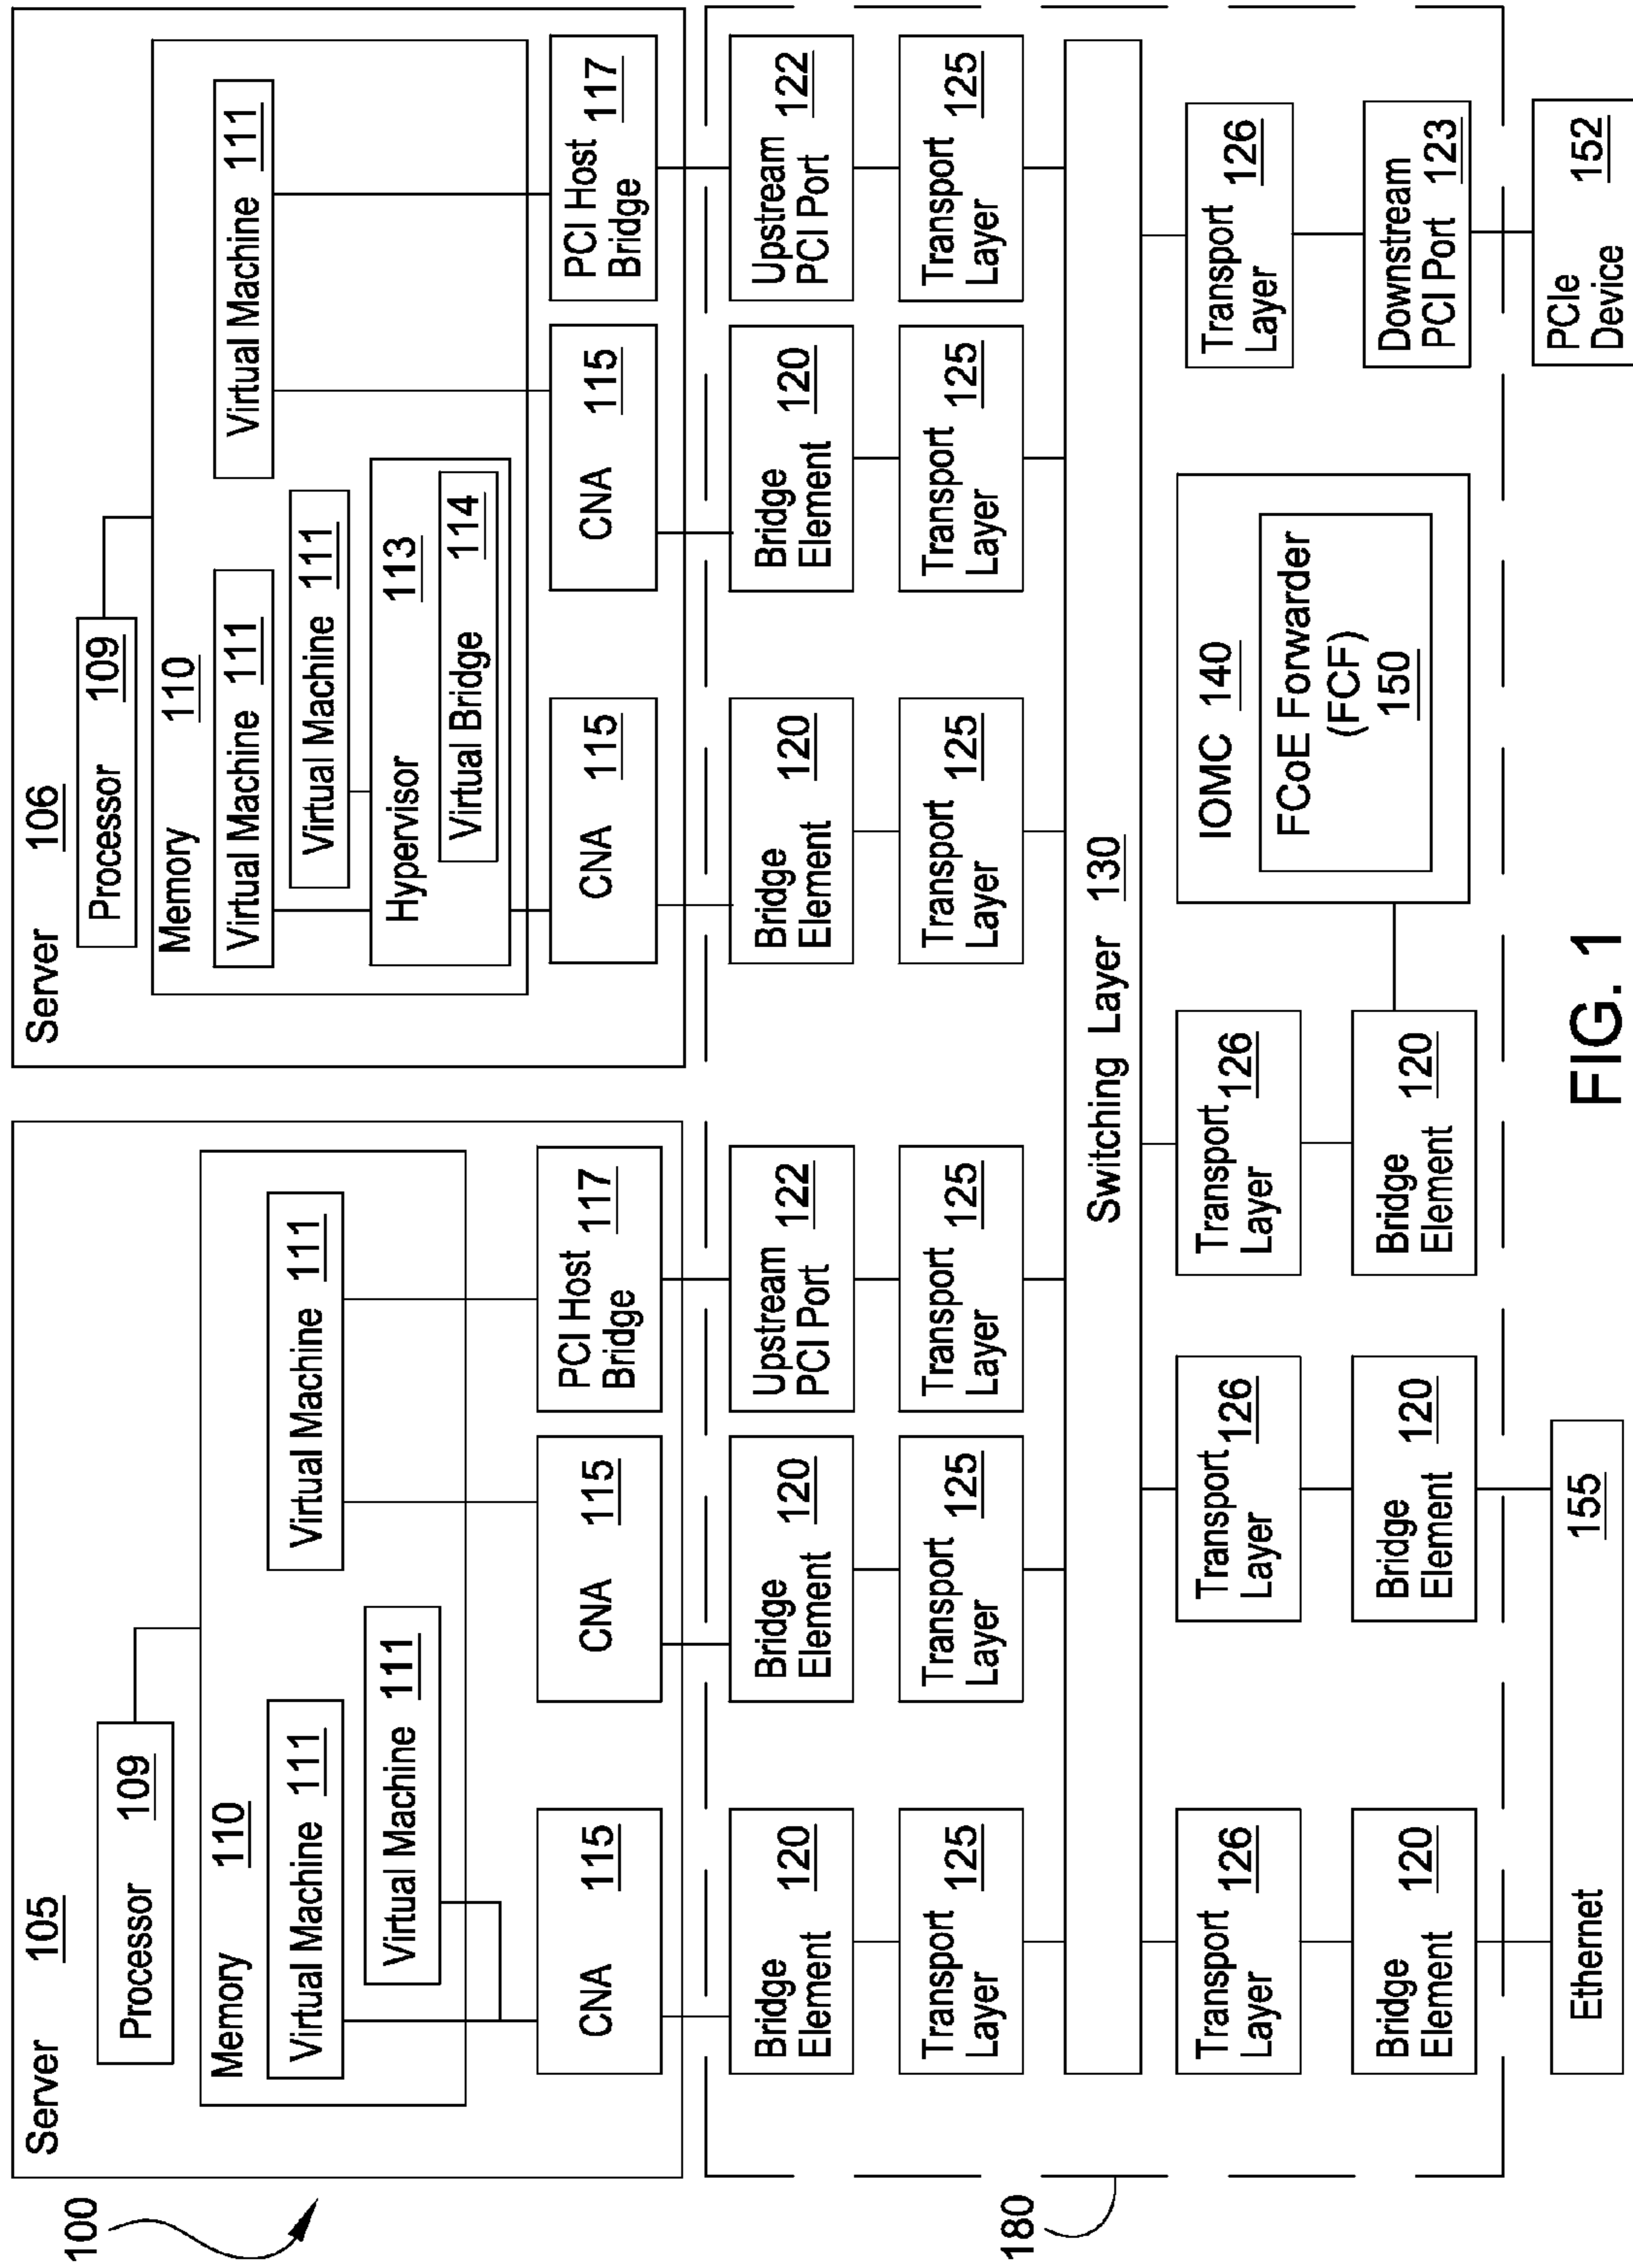 100
Server 105
Processor 109
Memory 110
Virtual Machine 111
Virtual Machine 111
Virtual Machine 111
CNA 115
CNA 115
PCI Host
Bridge 117
Server 106
Processor 109
Memory 110
Virtual Machine 111
Virtual Machine 111
Virtual Machine 111
Hypervisor 113
Virtual Bridge 114
CNA 115
CNA 115
PCI Host
Bridge 117
180
Bridge
Element 120
Bridge
Element 120
Upstream
PCI Port 122
Bridge
Element 120
Bridge
Element 120
Upstream
PCI Port 122
Transport
Layer 125
Transport
Layer 125
Transport
Layer 125
Transport
Layer 125
Transport
Layer 125
Transport
Layer 125
Switching Layer 130
Transport
Layer 126
Transport
Layer 126
Transport
Layer 126
IOMC 140
FCoE Forwarder
(FCF)
150
Transport
Layer 126
Bridge
Element 120
Bridge
Element 120
Bridge
Element 120
Downstream
PCI Port 123
Ethernet 155
PCIe
Device 152
FIG. 1